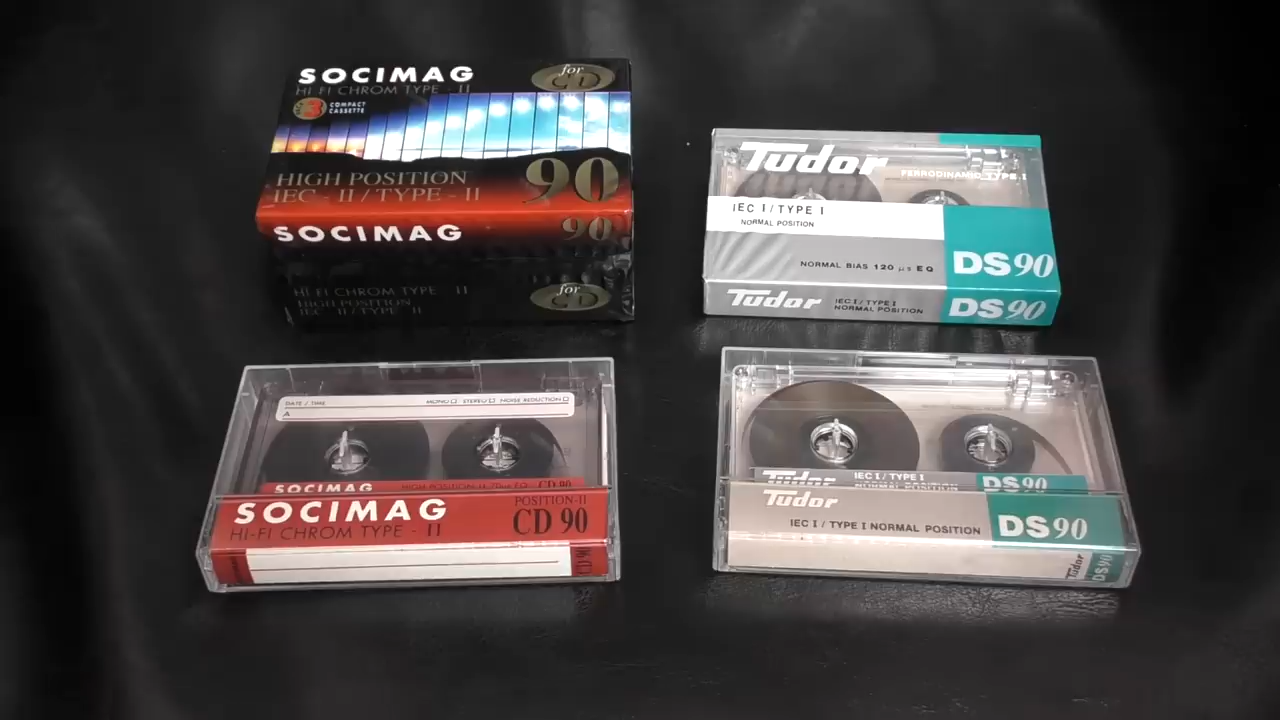 SOCIMAG
HI-FI CHROM TYPE - II
for
CD
3
COMPACT
CASSETTE
HIGH POSITION
IEC - II / TYPE - II
90
SOCIMAG
90
HI-FI CHROM TYPE - II
HIGH POSITION
IEC - II / TYPE - II
for
CD
Tudor
FERRODINAMIC TYPE I
IEC I / TYPE I
NORMAL POSITION
NORMAL BIAS 120 µs EQ
DS90
Tudor
IEC I / TYPE I
NORMAL POSITION
DS90
DATE / TIME MONO STEREO NOISE REDUCTION
A
SOCIMAG
CD 90
SOCIMAG
HI-FI CHROM TYPE - II
POSITION-II
CD 90
CD 90
Tudor
IEC I / TYPE I
NORMAL POSITION
DS90
Tudor
IEC I / TYPE I NORMAL POSITION
DS90
Tudor
DS90